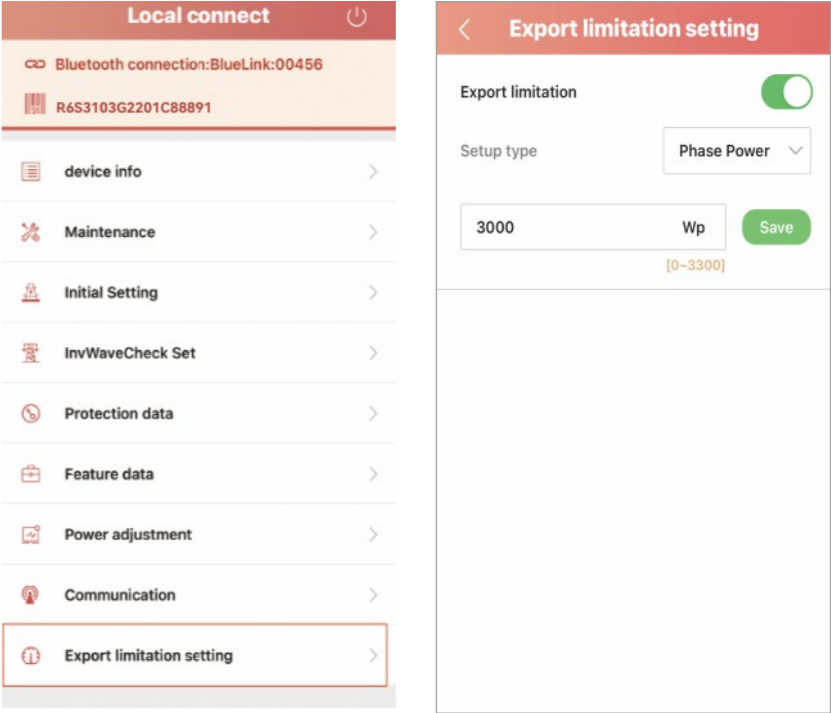 Local connect
Bluetooth connection:BlueLink:00456
R6S3103G2201C88891
device info
Maintenance
Initial Setting
InvWaveCheck Set
Protection data
Feature data
Power adjustment
Communication
Export limitation setting
Export limitation setting
Export limitation
Setup type
Phase Power
3000 Wp Save
[0~3300]